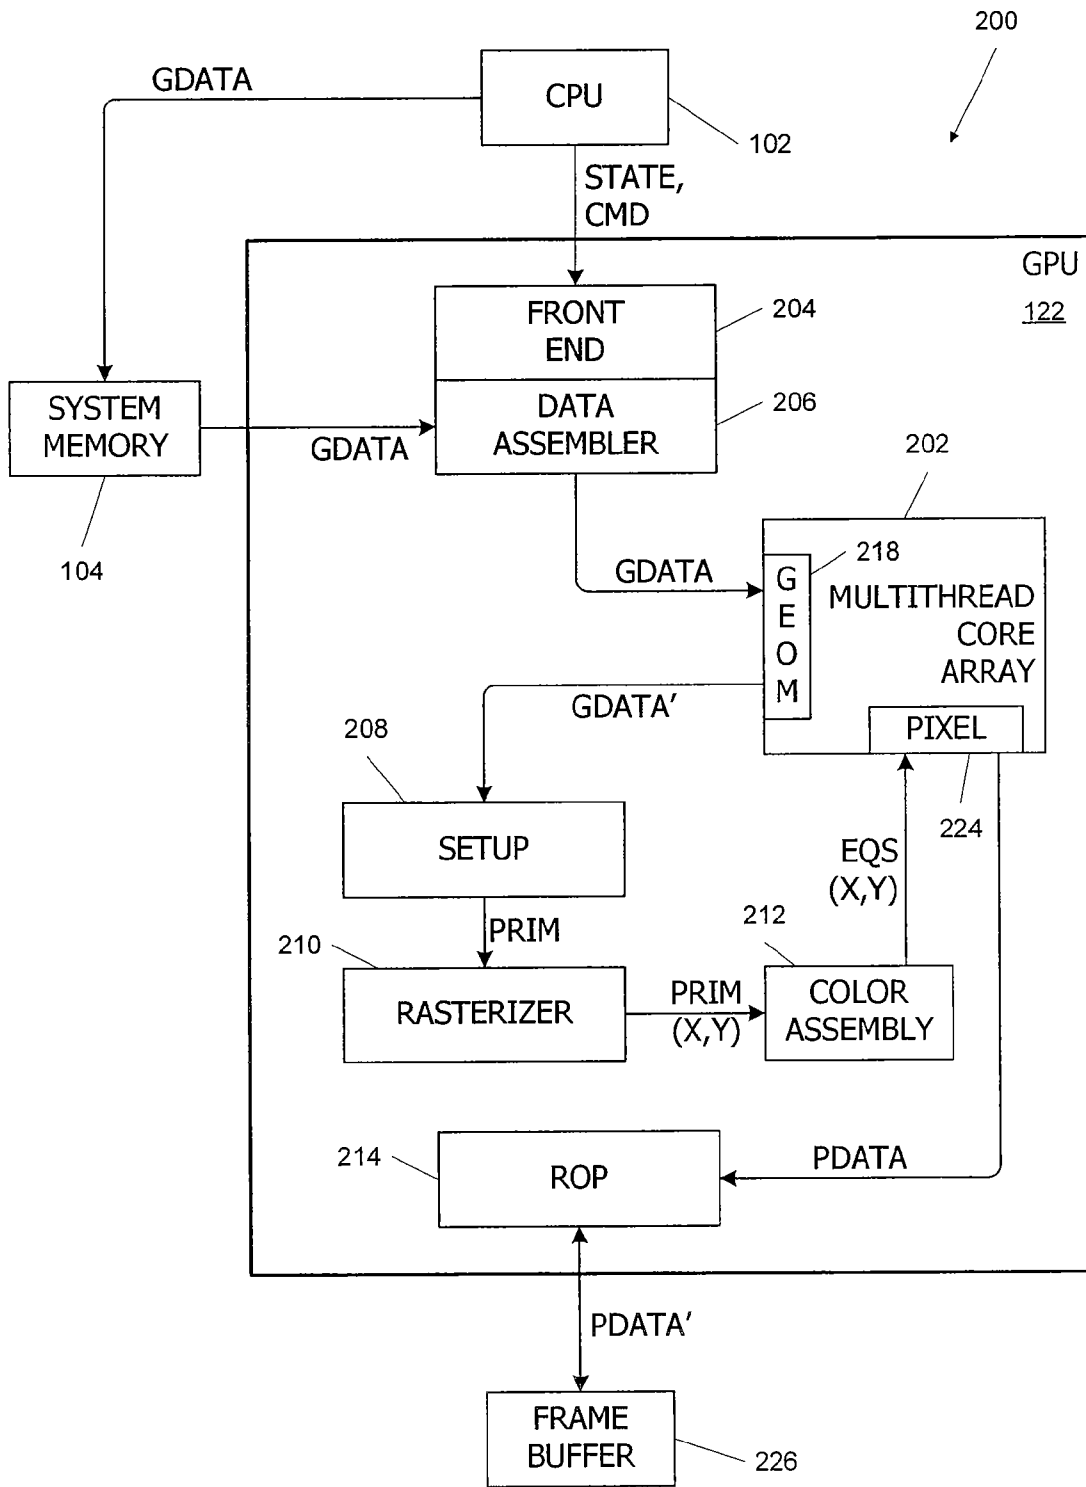 200
GDATA
CPU
102
STATE,
CMD
GPU
122
FRONT
END
204
SYSTEM
MEMORY
104
GDATA
DATA
ASSEMBLER
206
202
GDATA
GEOM
218
MULTITHREAD
CORE
ARRAY
GDATA'
PIXEL
224
208
SETUP
EQS
(X,Y)
PRIM
210
RASTERIZER
PRIM
(X,Y)
212
COLOR
ASSEMBLY
214
ROP
PDATA
PDATA'
FRAME
BUFFER
226